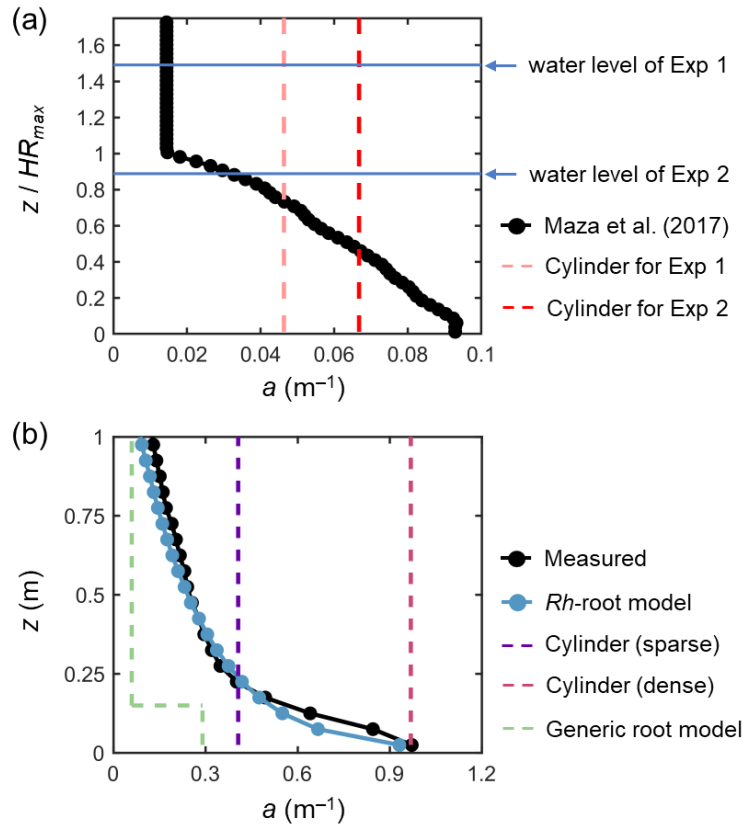 (a)
z / HR_max
1.6
1.4
1.2
1
0.8
0.6
0.4
0.2
0
0
0.02
0.04
0.06
0.08
0.1
a (m⁻¹)
water level of Exp 1
water level of Exp 2
Maza et al. (2017)
Cylinder for Exp 1
Cylinder for Exp 2
(b)
z (m)
1
0.75
0.5
0.25
0
0
0.3
0.6
0.9
1.2
a (m⁻¹)
Measured
Rh-root model
Cylinder (sparse)
Cylinder (dense)
Generic root model